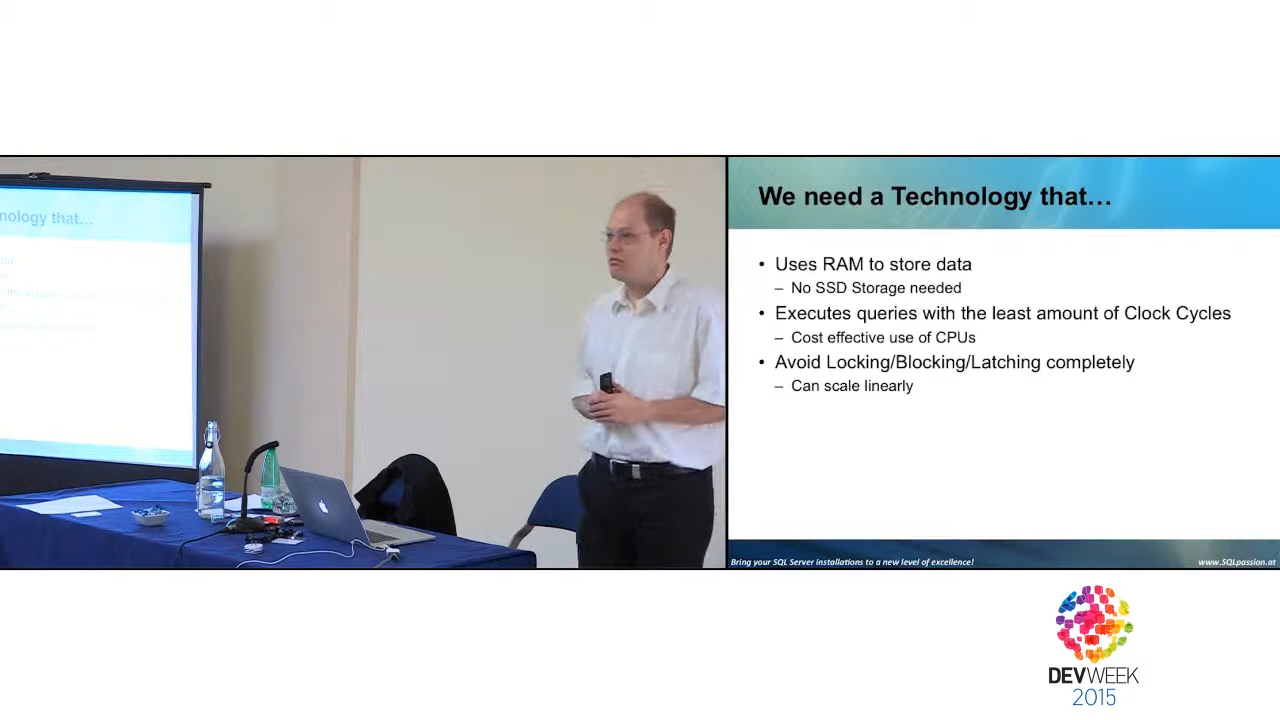 nology that...
We need a Technology that...
• Uses RAM to store data
– No SSD Storage needed
• Executes queries with the least amount of Clock Cycles
– Cost effective use of CPUs
• Avoid Locking/Blocking/Latching completely
– Can scale linearly
Bring your SQL Server installations to a new level of excellence!
www.SQLpassion.at
DEVWEEK
2015